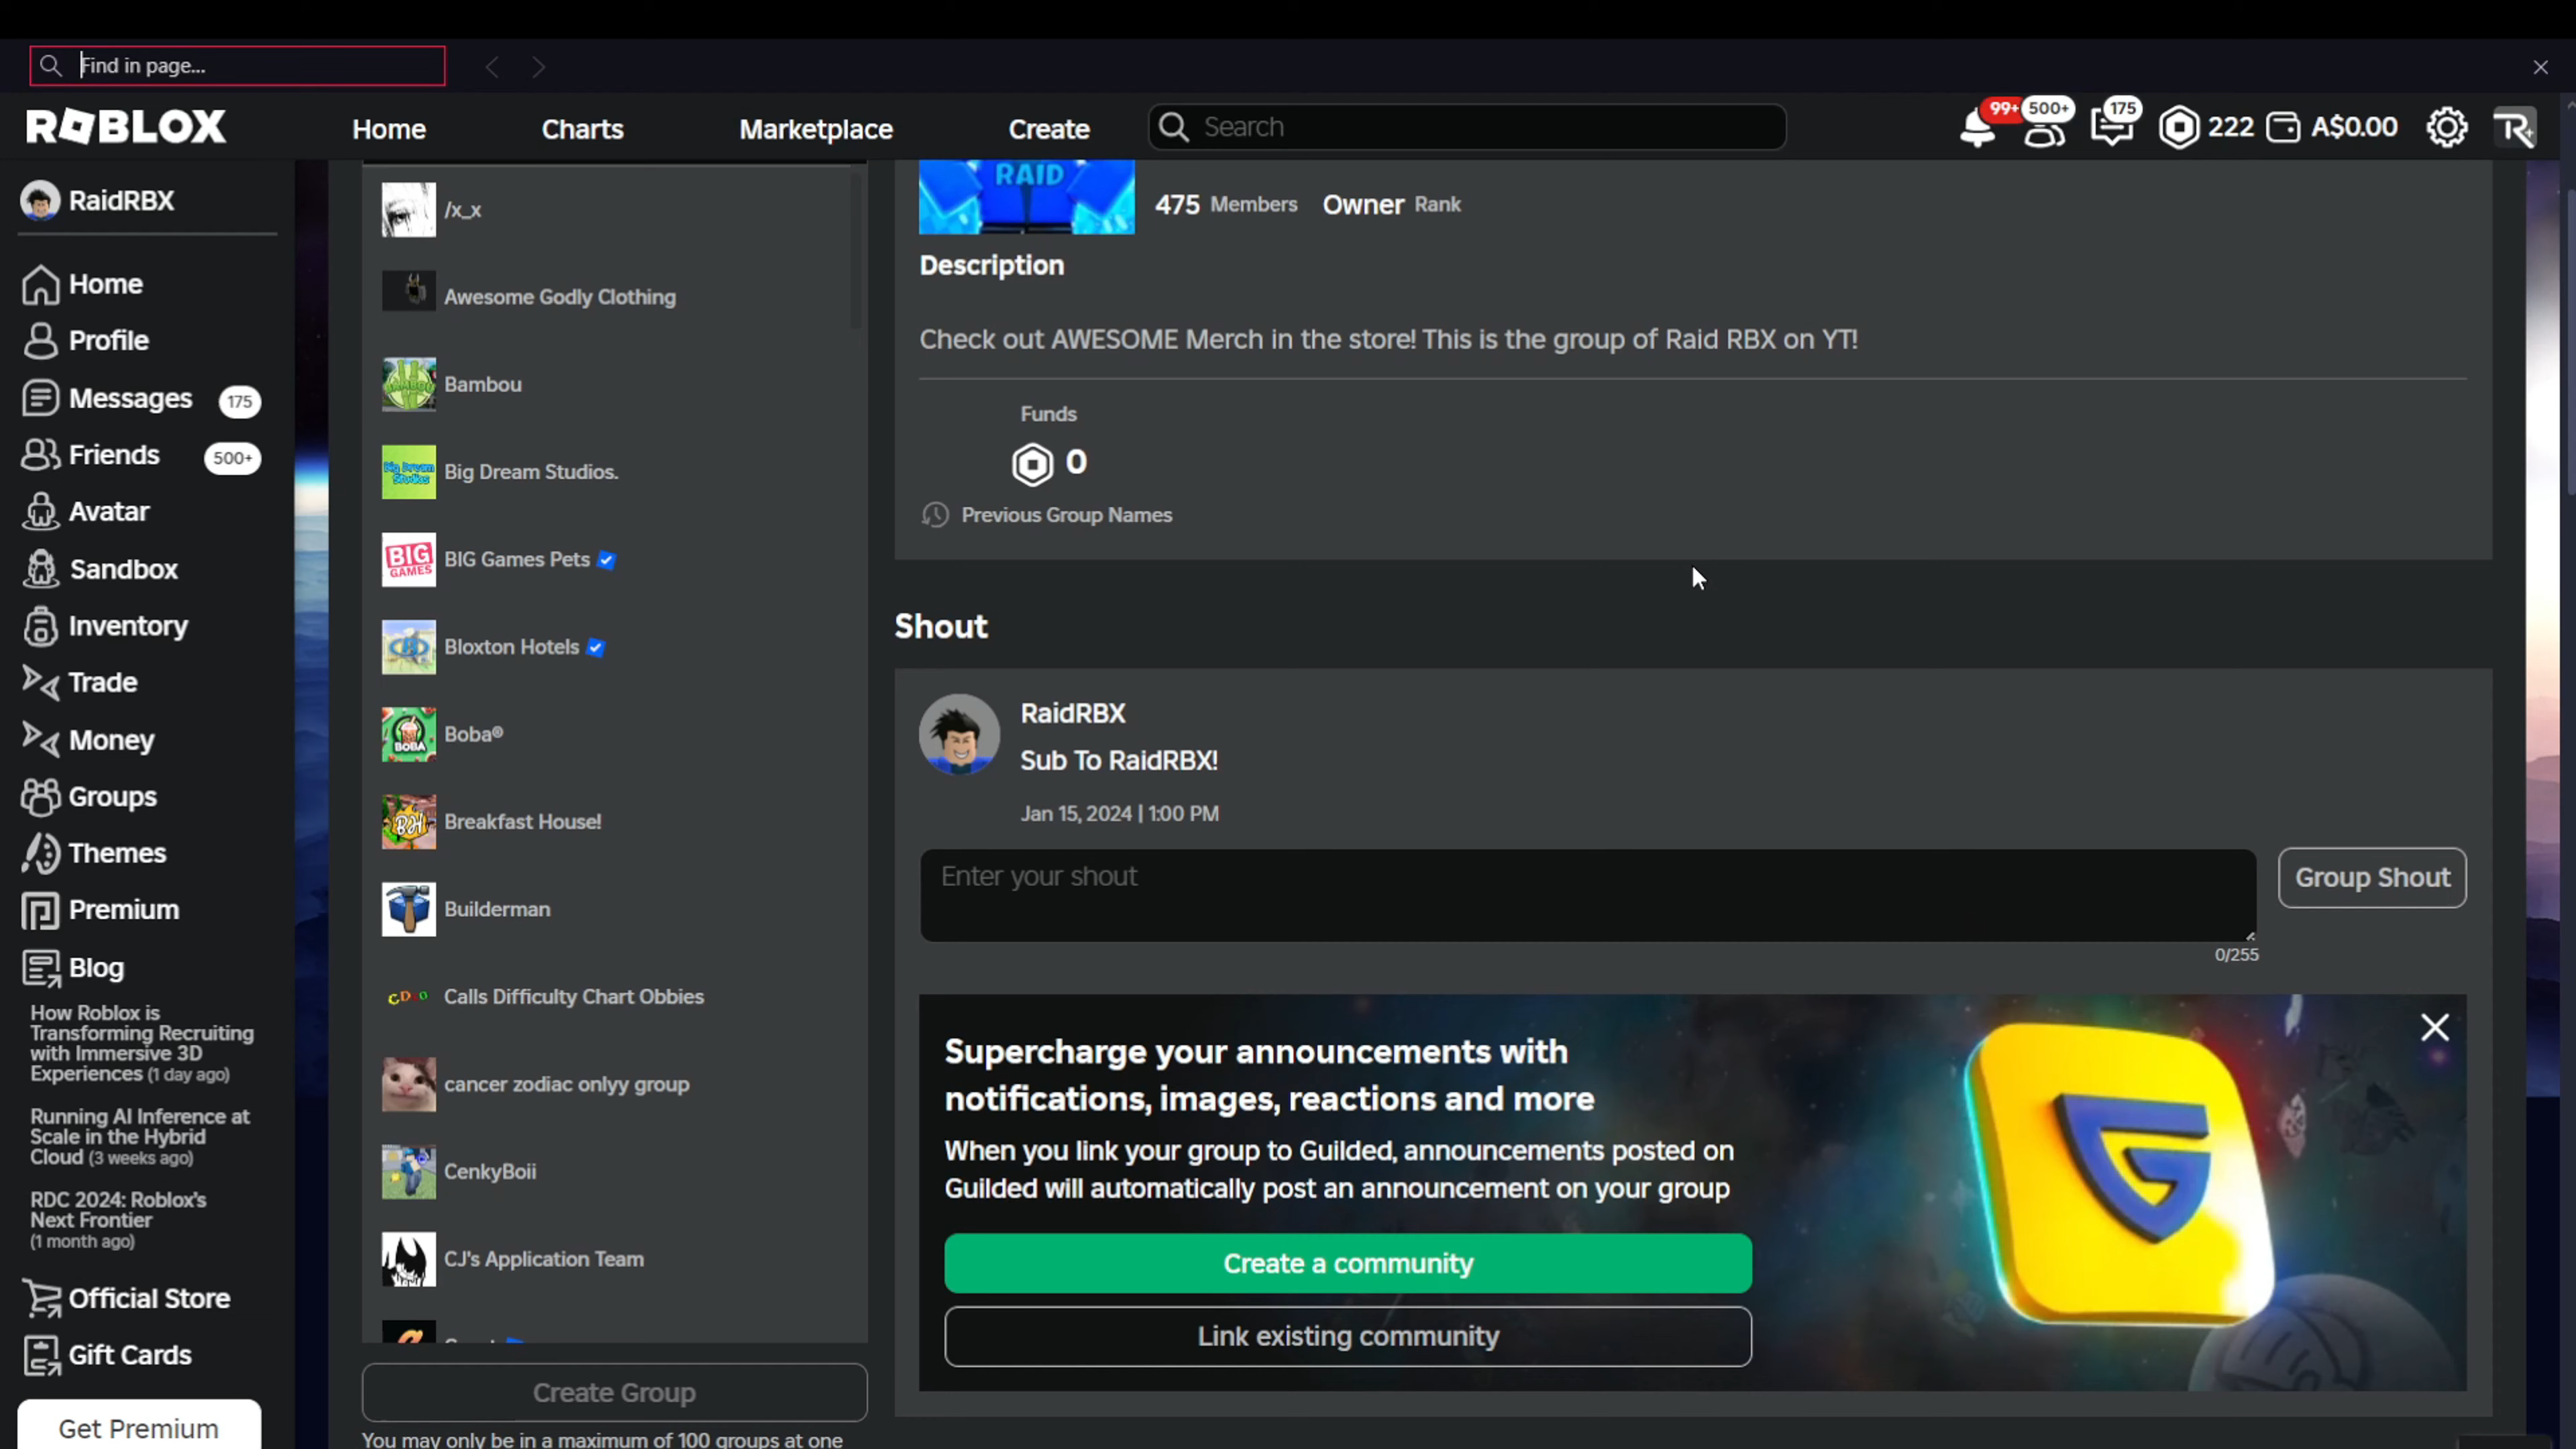 Find in page...
ROBLOX
Home
Charts
Marketplace
Create
Search
99+
500+
175
222
A$0.00
RaidRBX
Home
Profile
Messages 175
Friends 500+
Avatar
Sandbox
Inventory
Trade
Money
Groups
Themes
Premium
Blog
How Roblox is
Transforming Recruiting
with Immersive 3D
Experiences (1 day ago)
Running AI Inference at
Scale in the Hybrid
Cloud (3 weeks ago)
RDC 2024: Roblox's
Next Frontier
(1 month ago)
Official Store
Gift Cards
Get Premium
/x_x
Awesome Godly Clothing
BAMBOU
Bambou
Big Dream
Studios
Big Dream Studios.
BIG
GAMES
BIG Games Pets
Bloxton Hotels
BOBA
Boba®
BH
Breakfast House!
Builderman
CDCO
Calls Difficulty Chart Obbies
cancer zodiac onlyy group
CenkyBoii
CJ's Application Team
Create Group
You may only be in a maximum of 100 groups at one
RAID
475 Members Owner Rank
Description
Check out AWESOME Merch in the store! This is the group of Raid RBX on YT!
Funds
0
Previous Group Names
Shout
RaidRBX
Sub To RaidRBX!
Jan 15, 2024 | 1:00 PM
Enter your shout
Group Shout
0/255
Supercharge your announcements with
notifications, images, reactions and more
When you link your group to Guilded, announcements posted on
Guilded will automatically post an announcement on your group
Create a community
Link existing community